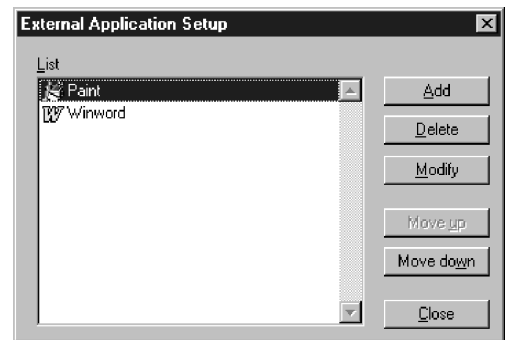 External Application Setup
List
Paint
Winword
Add
Delete
Modify
Move up
Move down
Close